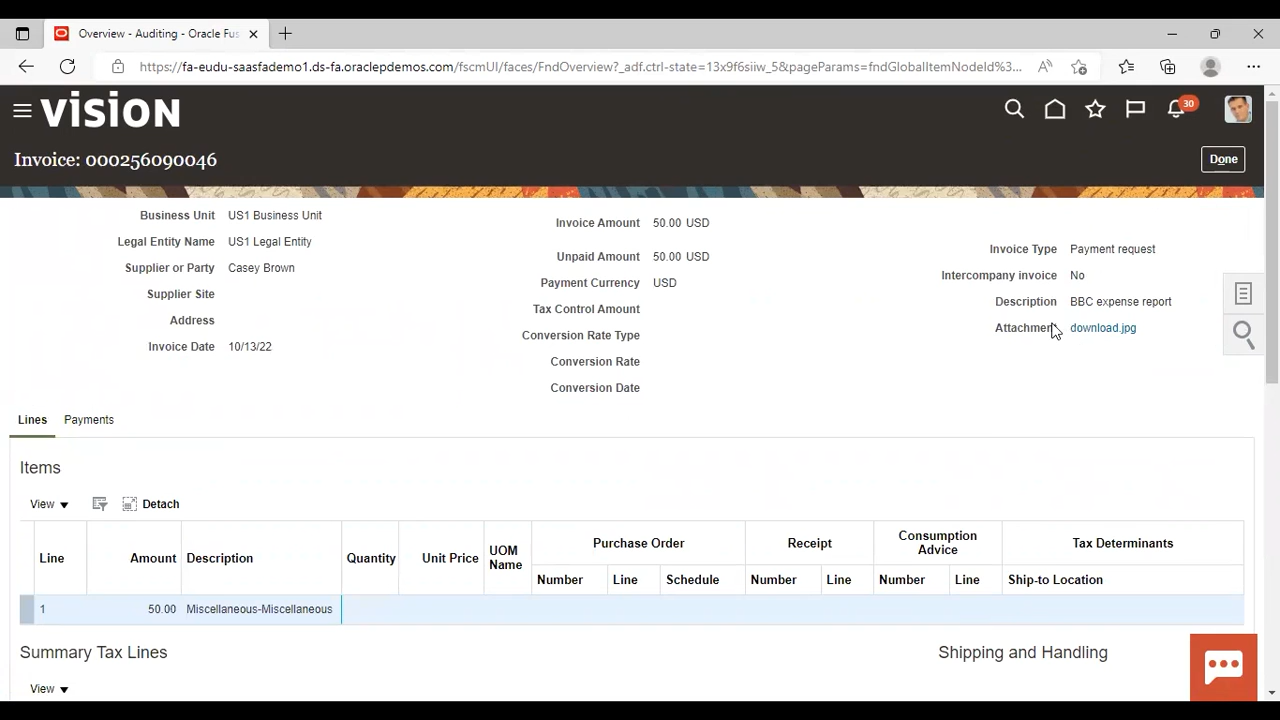 Overview - Auditing - Oracle Fus
https://fa-eudu-saasfademo1.ds-fa.oraclepdemos.com/fscmUI/faces/FndOverview?_adf.ctrl-state=13x9f6siiw_5&pageParams=fndGlobalItemNodeId%3...
VISION
30
Invoice: 000256090046
Done
Business Unit US1 Business Unit
Legal Entity Name US1 Legal Entity
Supplier or Party Casey Brown
Supplier Site
Address
Invoice Date 10/13/22
Invoice Amount 50.00 USD
Unpaid Amount 50.00 USD
Payment Currency USD
Tax Control Amount
Conversion Rate Type
Conversion Rate
Conversion Date
Invoice Type Payment request
Intercompany invoice No
Description BBC expense report
Attachment download.jpg
Lines Payments
Items
View Detach
Line Amount Description Quantity Unit Price UOM Name Purchase Order Receipt Consumption Advice Tax Determinants
Number Line Schedule Number Line Number Line Ship-to Location
1 50.00 Miscellaneous-Miscellaneous
Summary Tax Lines Shipping and Handling
View